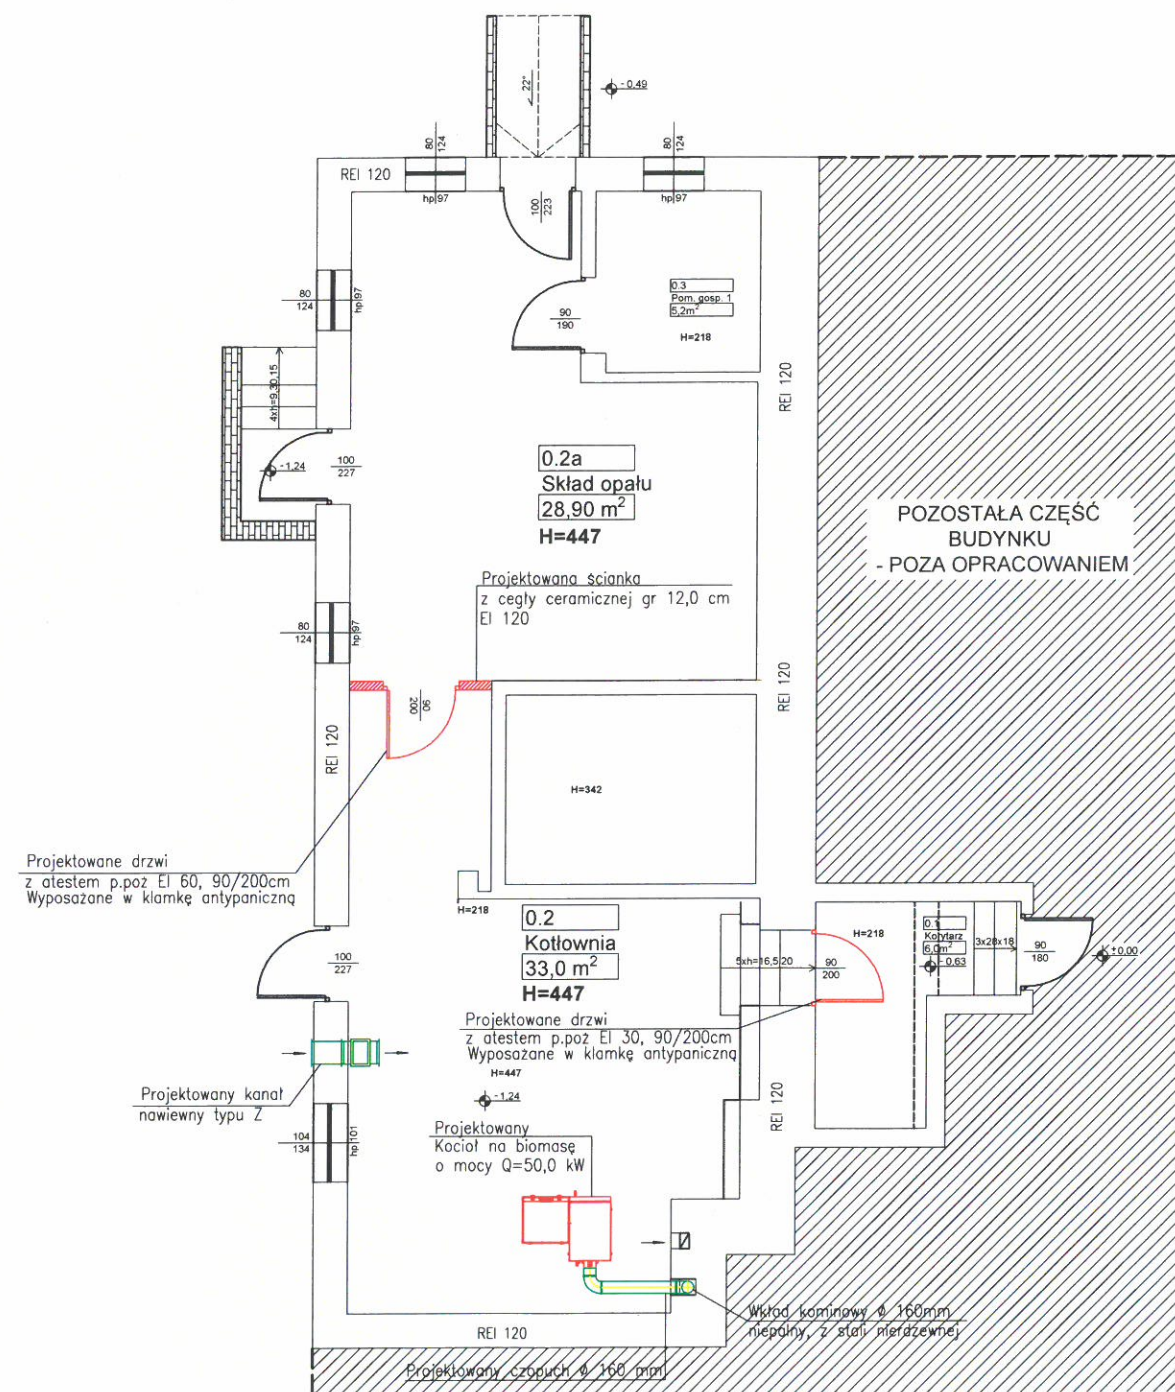 22°
-0.49
80
124
80
124
REI 120
hp 97
100
223
hp 97
80
124
hp 97
90
190
0.3
Pom. gosp. 1
5,2m²
H=218
4xh=9,30,15
REI 120
-1,24
100
227
0.2a
Skład opału
28,90 m²
H=447
POZOSTAŁA CZĘŚĆ
BUDYNKU
- POZA OPRACOWANIEM
Projektowana ścianka
z cegły ceramicznej gr 12,0 cm
EI 120
80
124
hp 97
90
200
REI 120
REI 120
H=342
Projektowane drzwi
z atestem p.poż EI 60, 90/200cm
Wyposażane w klamkę antypaniczną
H=218
0.2
Kotłownia
33,0 m²
H=447
100
227
5xh=16,5 20
90
200
H=218
0.1
Korytarz
6,0m²
-0,63
3x28x18
90
180
±0.00
Projektowane drzwi
z atestem p.poż EI 30, 90/200cm
Wyposażane w klamkę antypaniczną
H=447
-1,24
Projektowany kanał
nawiewny typu Z
REI 120
104
134
hp 101
Projektowany
Kocioł na biomasę
o mocy Q=50,0 kW
Wkład kominowy ø 160mm
niepalny, z stali nierdzewnej
REI 120
Projektowany czopuch ø 160 mm